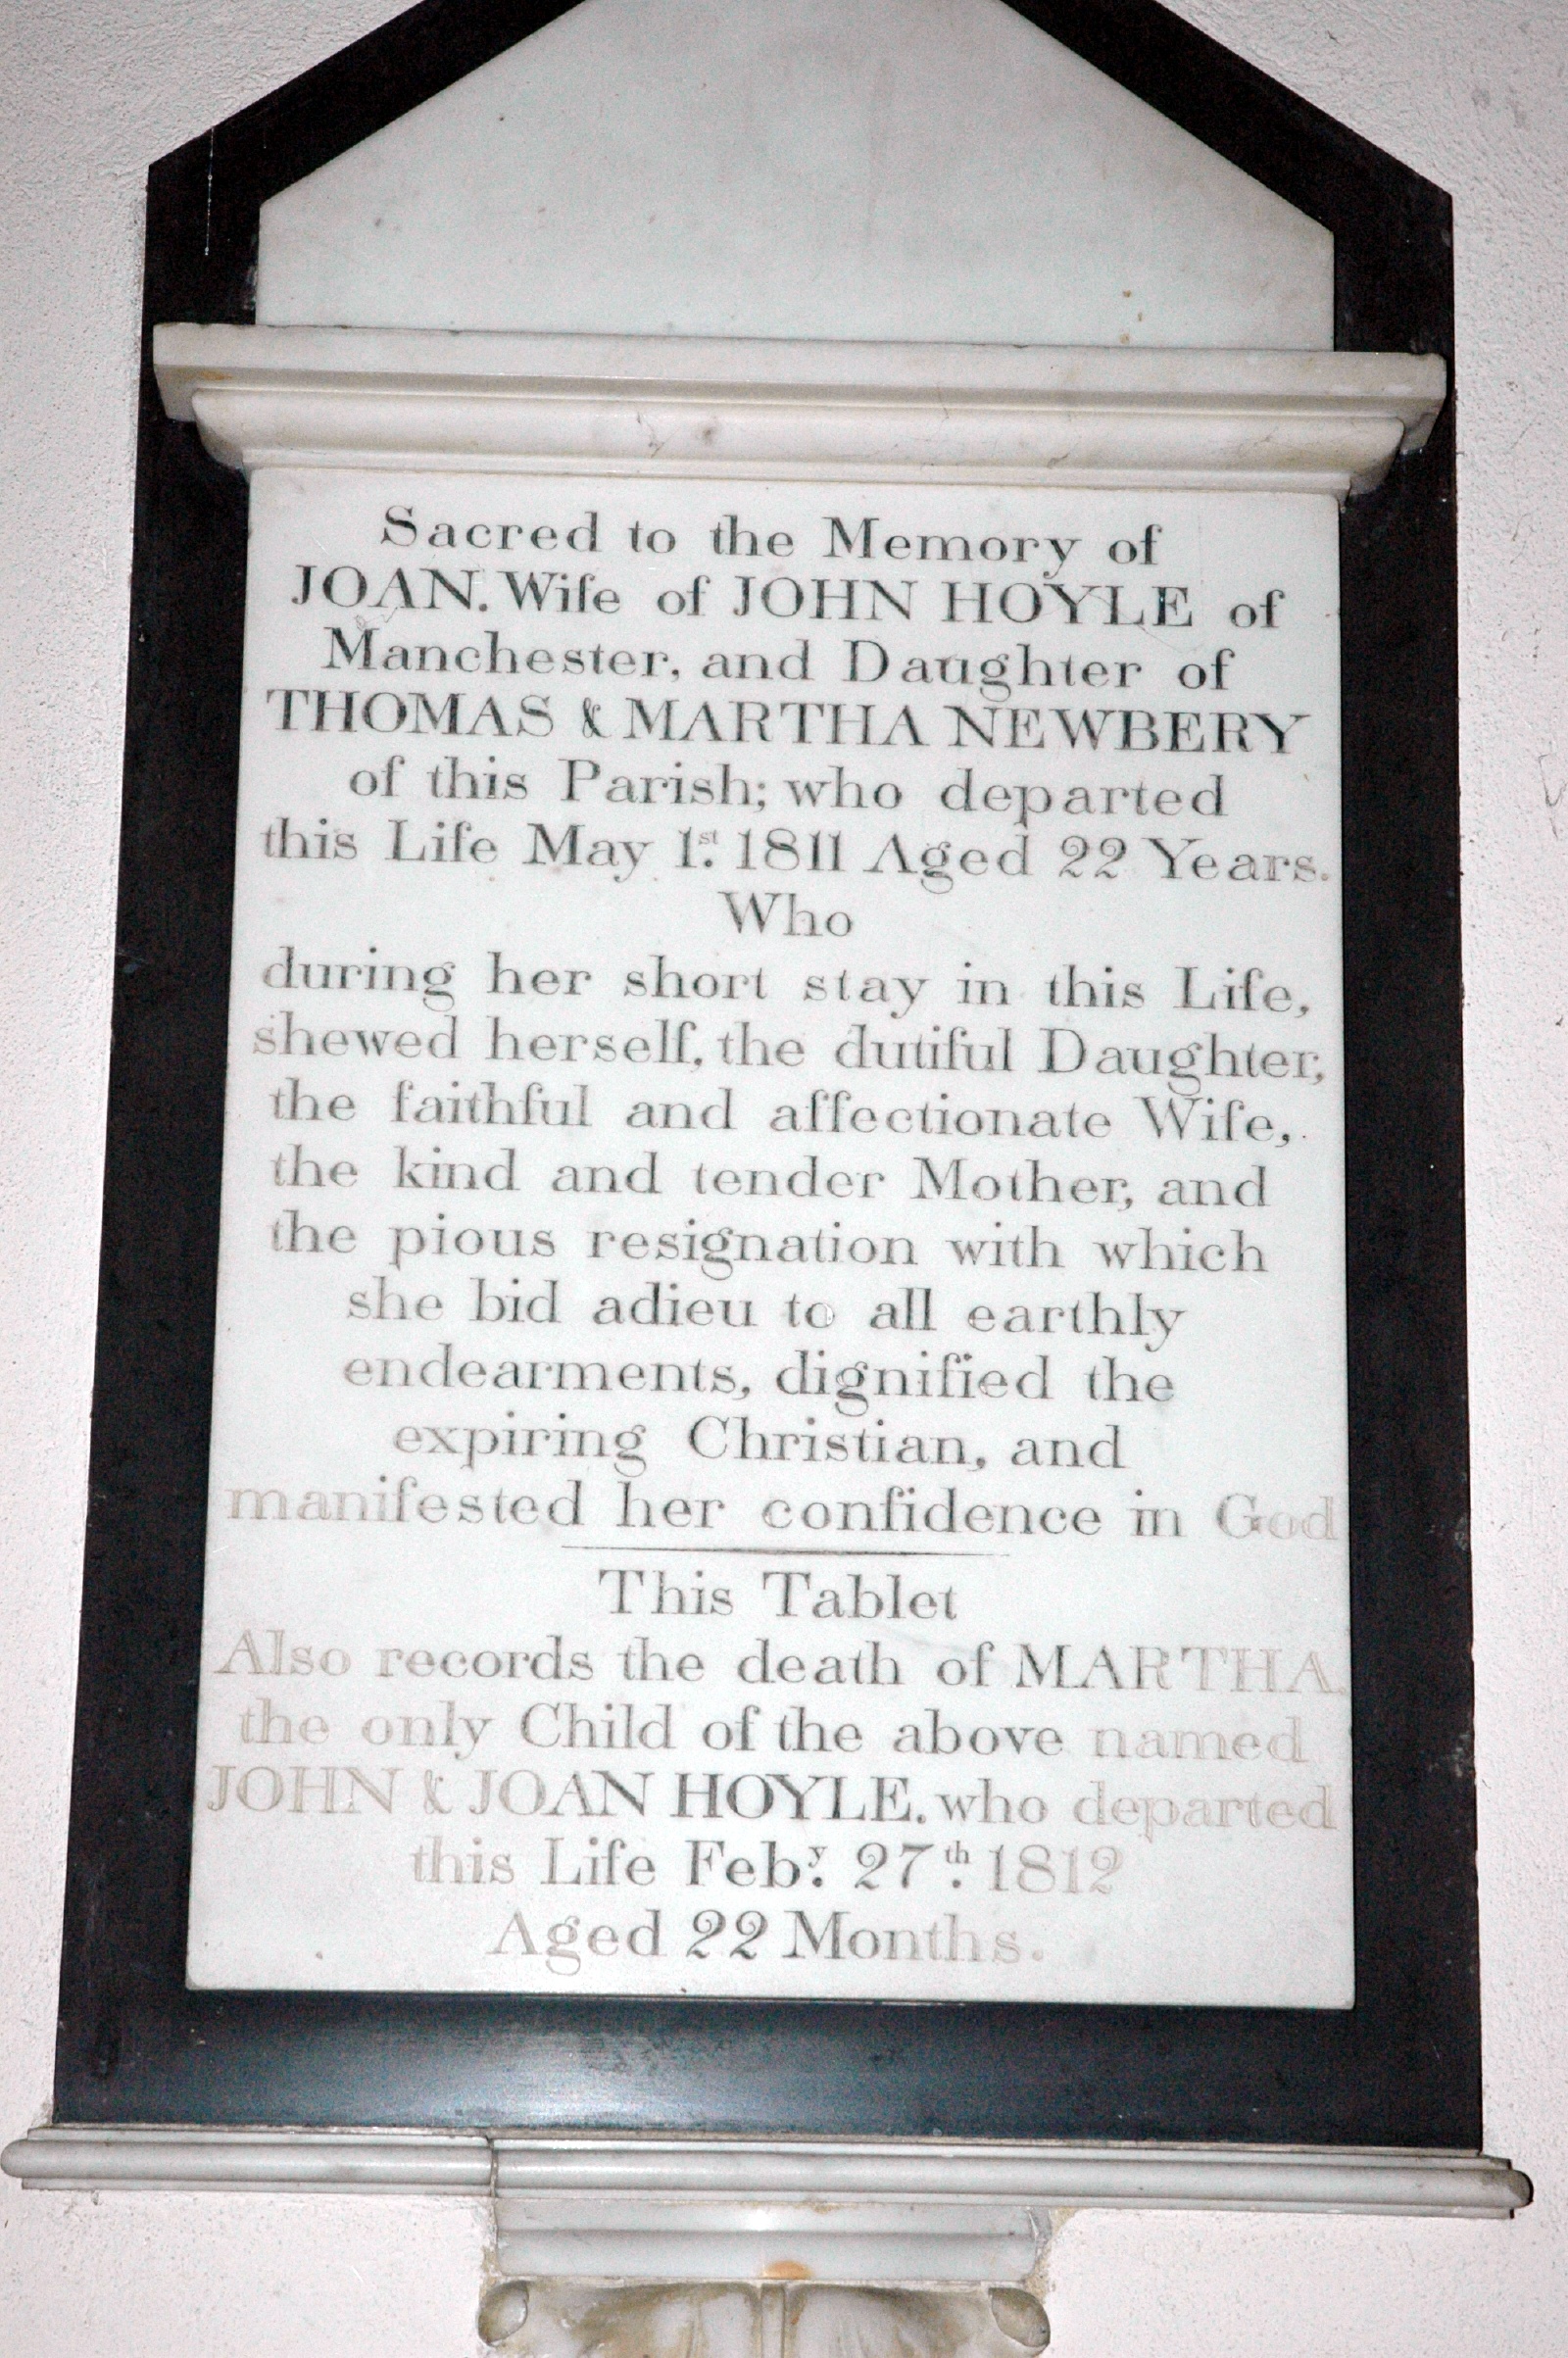 Sacred to the Memory of
JOAN. Wife of JOHN HOYLE of
Manchester, and Daughter of
THOMAS & MARTHA NEWBERY
of this Parish; who departed
this Life May 1st. 1811 Aged 22 Years.
Who
during her short stay in this Life,
shewed herself, the dutiful Daughter,
the faithful and affectionate Wife,
the kind and tender Mother, and
the pious resignation with which
she bid adieu to all earthly
endearments, dignified the
expiring Christian, and
manifested her confidence in God
This Tablet
Also records the death of MARTHA,
the only Child of the above named
JOHN & JOAN HOYLE. who departed
this Life Feby. 27th. 1812
Aged 22 Months.